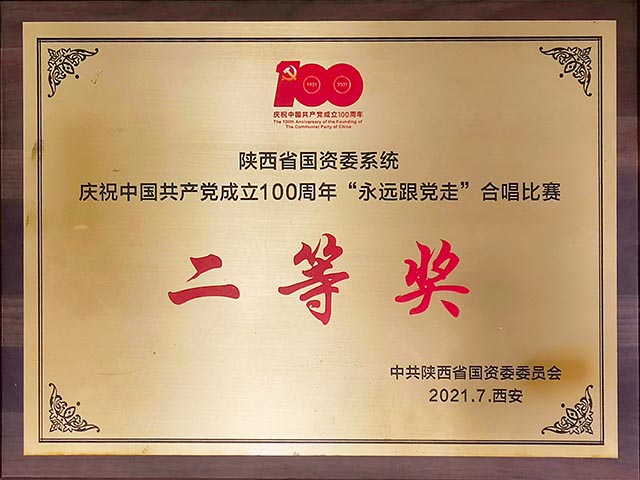 100
1921 2021
庆祝中国共产党成立100周年
The 100th Anniversary of the Founding of
The Communist Party of China
陕西省国资委系统
庆祝中国共产党成立100周年“永远跟党走”合唱比赛
二等奖
中共陕西省国资委委员会
2021.7.西安